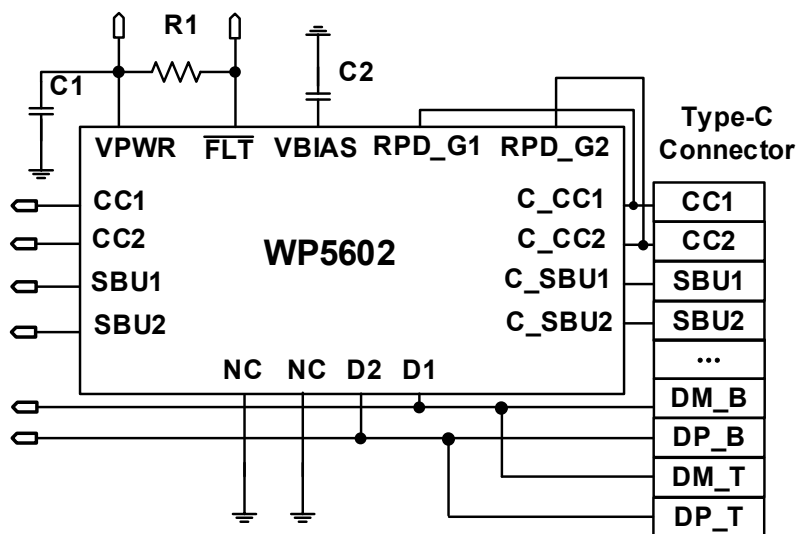 R1
C1
C2
VPWR
FLT
VBIAS
RPD_G1
RPD_G2
Type-C
Connector
CC1
CC2
SBU1
SBU2
WP5602
C_CC1
C_CC2
C_SBU1
C_SBU2
NC
NC
D2
D1
CC1
CC2
SBU1
SBU2
...
DM_B
DP_B
DM_T
DP_T